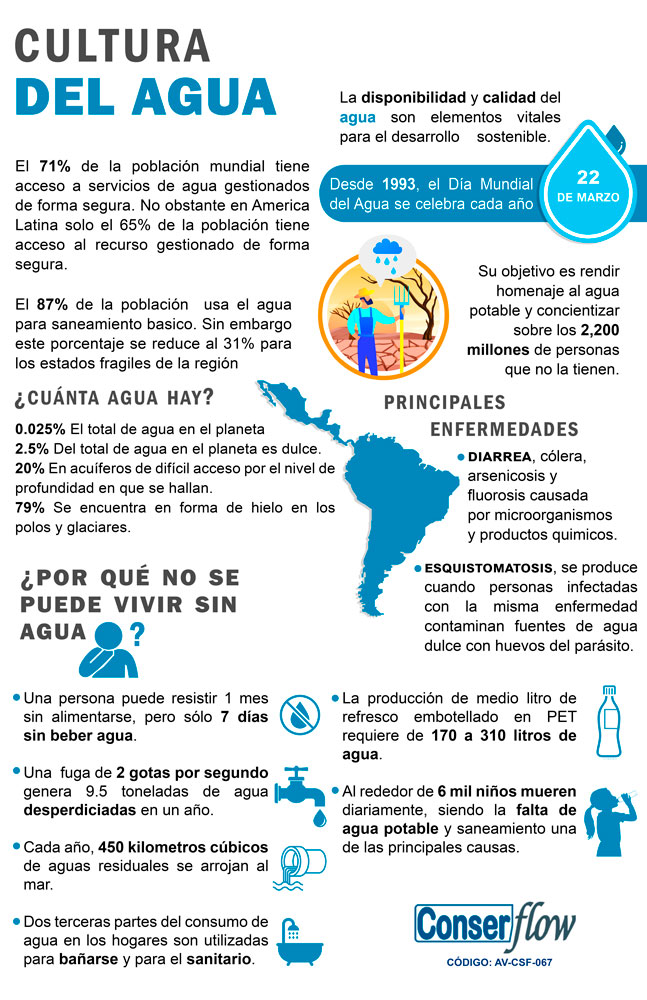 CULTURA
DEL AGUA
La disponibilidad y calidad del
agua son elementos vitales
para el desarrollo sostenible.
El 71% de la población mundial tiene
acceso a servicios de agua gestionados
de forma segura. No obstante en America
Latina solo el 65% de la población tiene
acceso al recurso gestionado de forma
segura.
Desde 1993, el Día Mundial
del Agua se celebra cada año
22
DE MARZO
El 87% de la población usa el agua
para saneamiento basico. Sin embargo
este porcentaje se reduce al 31% para
los estados fragiles de la región
Su objetivo es rendir
homenaje al agua
potable y concientizar
sobre los 2,200
millones de personas
que no la tienen.
¿CUÁNTA AGUA HAY?
0.025% El total de agua en el planeta
2.5% Del total de agua en el planeta es dulce.
20% En acuíferos de difícil acceso por el nivel de
profundidad en que se hallan.
79% Se encuentra en forma de hielo en los
polos y glaciares.
PRINCIPALES
ENFERMEDADES
DIARREA, cólera,
arsenicosis y
fluorosis causada
por microorganismos
y productos quimicos.
ESQUISTOMATOSIS, se produce
cuando personas infectadas
con la misma enfermedad
contaminan fuentes de agua
dulce con huevos del parásito.
¿POR QUÉ NO SE
PUEDE VIVIR SIN
AGUA ?
Una persona puede resistir 1 mes
sin alimentarse, pero sólo 7 días
sin beber agua.
Una fuga de 2 gotas por segundo
genera 9.5 toneladas de agua
desperdiciadas en un año.
Cada año, 450 kilometros cúbicos
de aguas residuales se arrojan al
mar.
Dos terceras partes del consumo de
agua en los hogares son utilizadas
para bañarse y para el sanitario.
La producción de medio litro de
refresco embotellado en PET
requiere de 170 a 310 litros de
agua.
Al rededor de 6 mil niños mueren
diariamente, siendo la falta de
agua potable y saneamiento una
de las principales causas.
Conserflow
CÓDIGO: AV-CSF-067